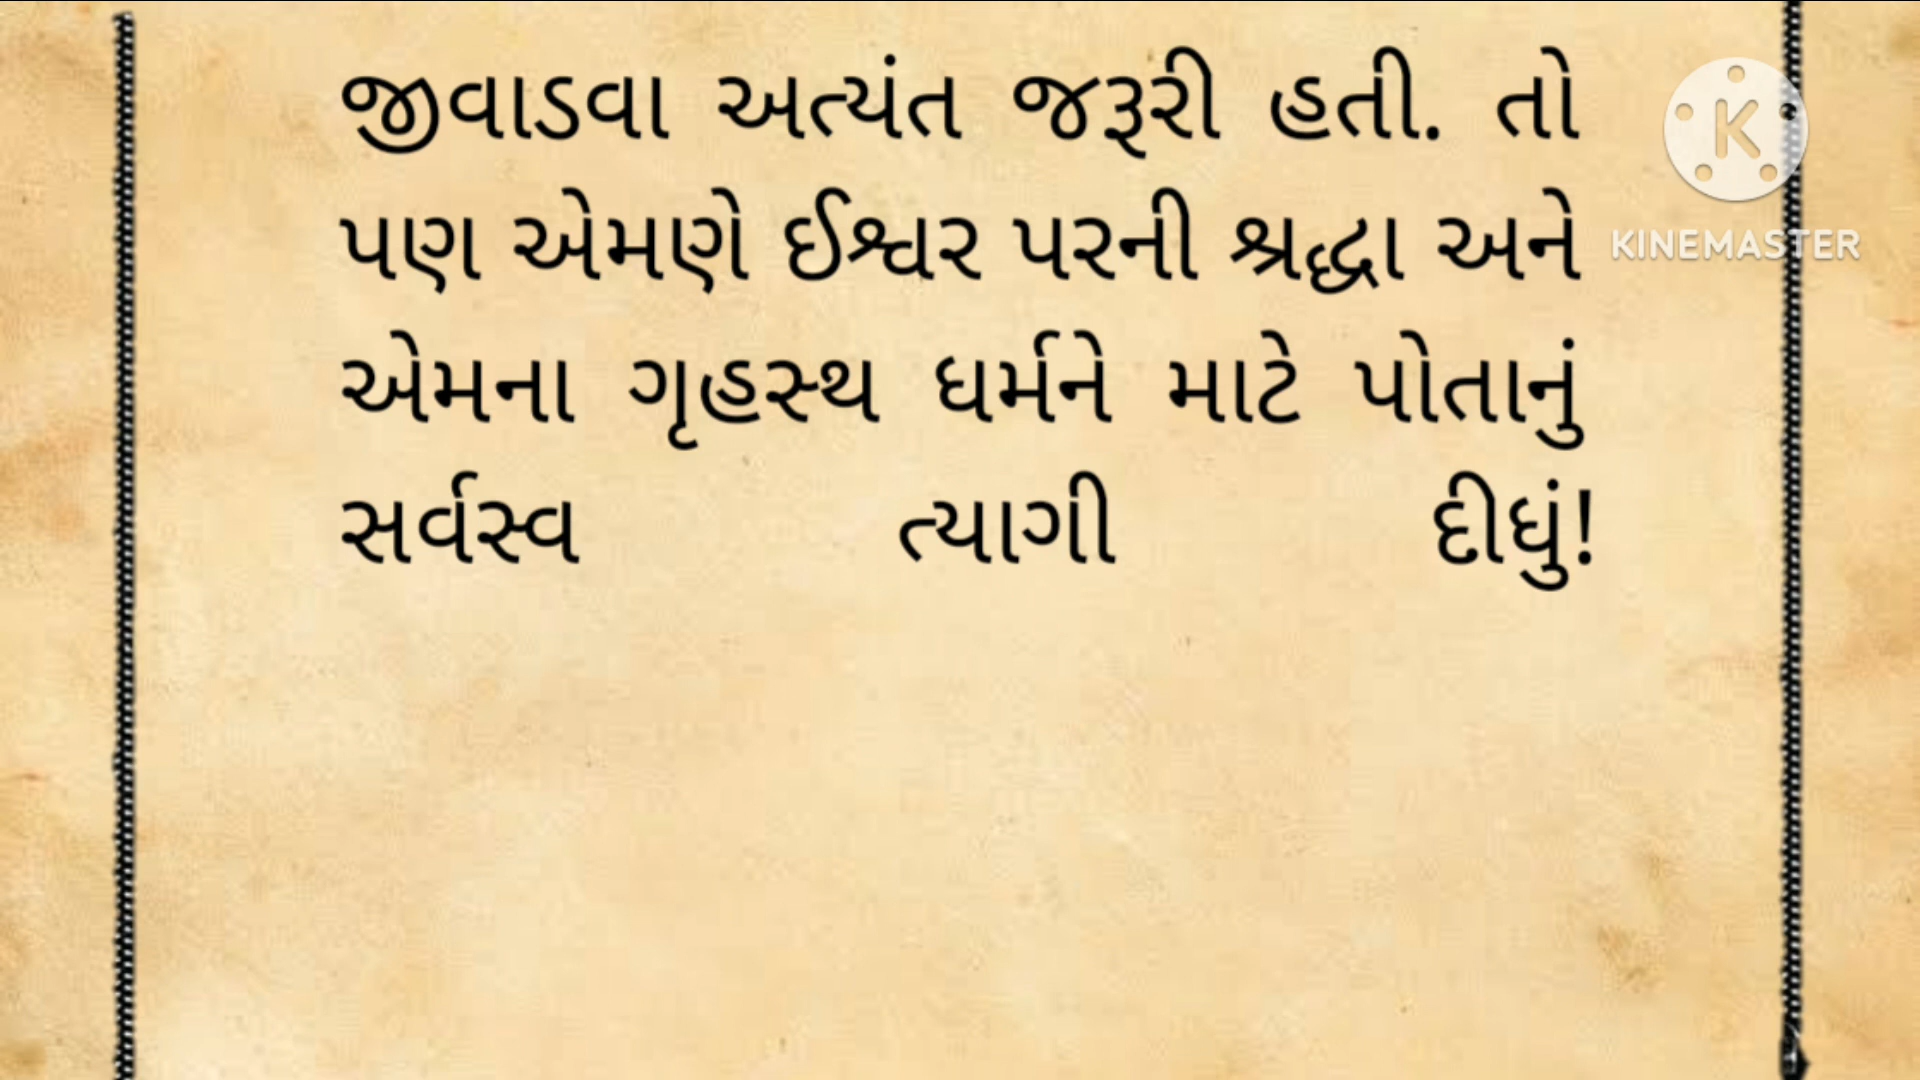 જીવાડવા અત્યંત જરૂરી હતી. તો
પણ એમણે ઈશ્વર પરની શ્રદ્ધા અને
એમના ગૃહસ્થ ધર્મને માટે પોતાનું
સર્વસ્વ ત્યાગી દીધું!
K
KINEMASTER